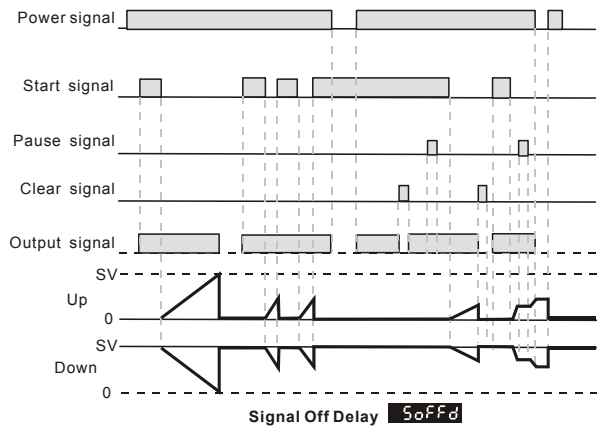 Power signal
Start signal
Pause signal
Clear signal
Output signal
SV
Up
0
SV
Down
0
Signal Off Delay SoFFd